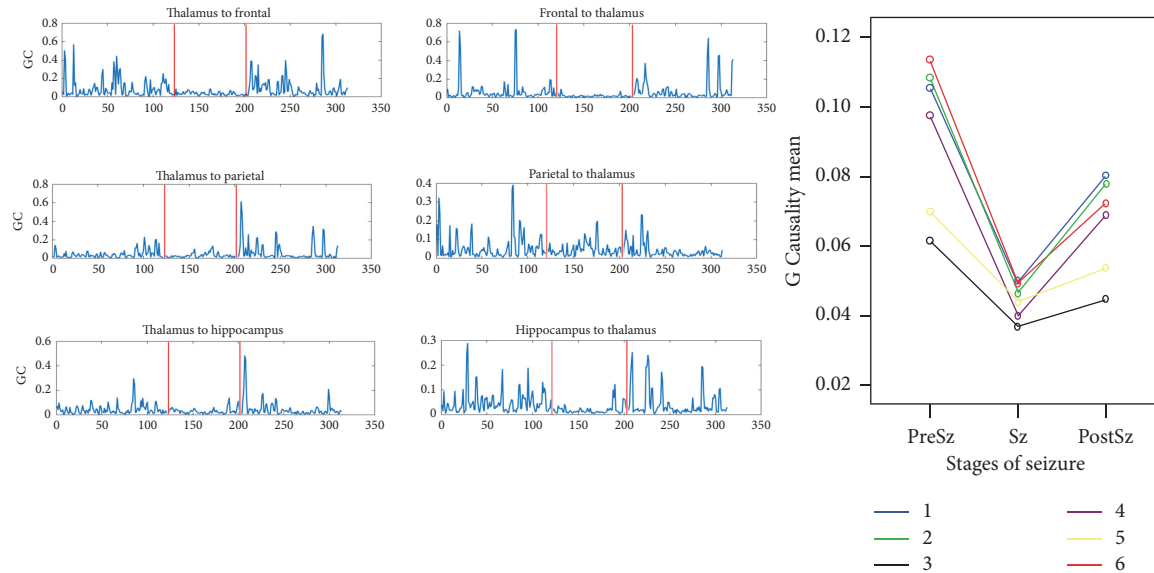 Thalamus to frontal
GC
0.8
0.6
0.4
0.2
0
0 50 100 150 200 250 300 350
Frontal to thalamus
0.8
0.6
0.4
0.2
0
0 50 100 150 200 250 300 350
Thalamus to parietal
GC
0.8
0.6
0.4
0.2
0
0 50 100 150 200 250 300 350
Parietal to thalamus
0.4
0.3
0.2
0.1
0
0 50 100 150 200 250 300 350
Thalamus to hippocampus
GC
0.6
0.4
0.2
0
0 50 100 150 200 250 300 350
Hippocampus to thalamus
0.3
0.2
0.1
0
0 50 100 150 200 250 300 350
G Causality mean
0.12
0.10
0.08
0.06
0.04
0.02
PreSz Sz PostSz
Stages of seizure
1 4
2 5
3 6